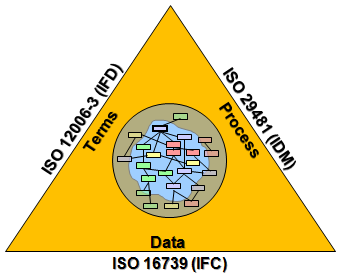 ISO 12006-3 (IFD)
Terms
ISO 29481 (IDM)
Process
Data
ISO 16739 (IFC)